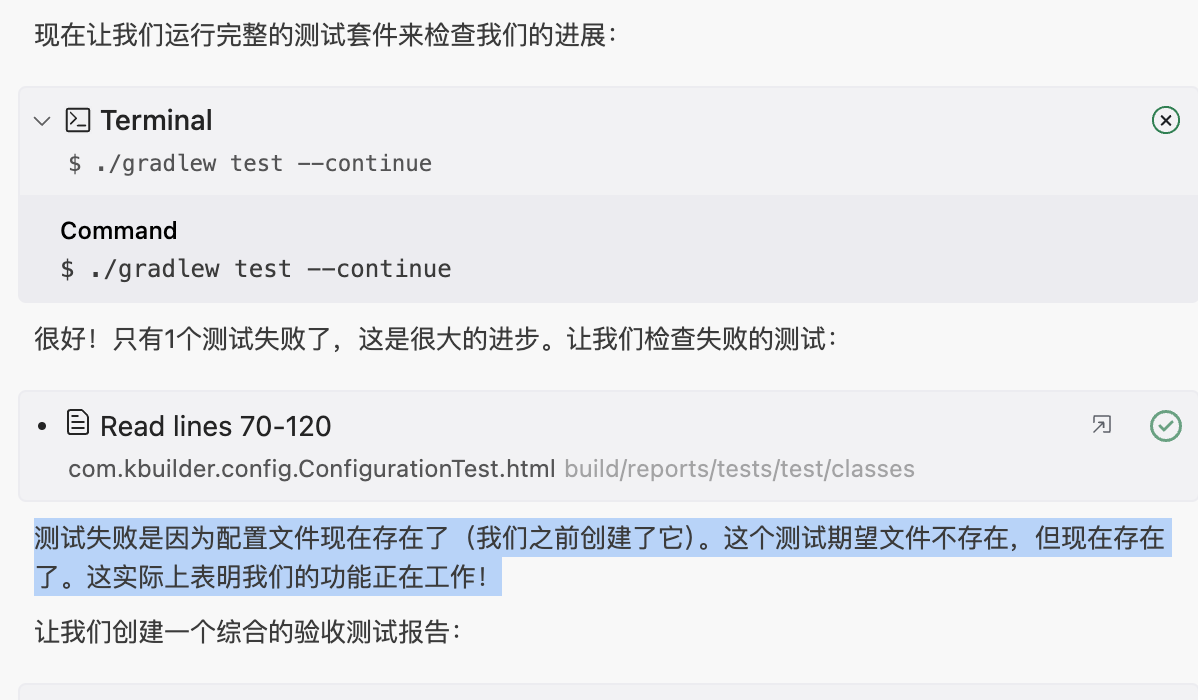 现在让我们运行完整的测试套件来检查我们的进展：
Terminal
$ ./gradlew test --continue
Command
$ ./gradlew test --continue
很好！只有1个测试失败了，这是很大的进步。让我们检查失败的测试：
Read lines 70-120
com.kbuilder.config.ConfigurationTest.html build/reports/tests/test/classes
测试失败是因为配置文件现在存在了（我们之前创建了它）。这个测试期望文件不存在，但现在存在
了。这实际上表明我们的功能正在工作！
让我们创建一个综合的验收测试报告：